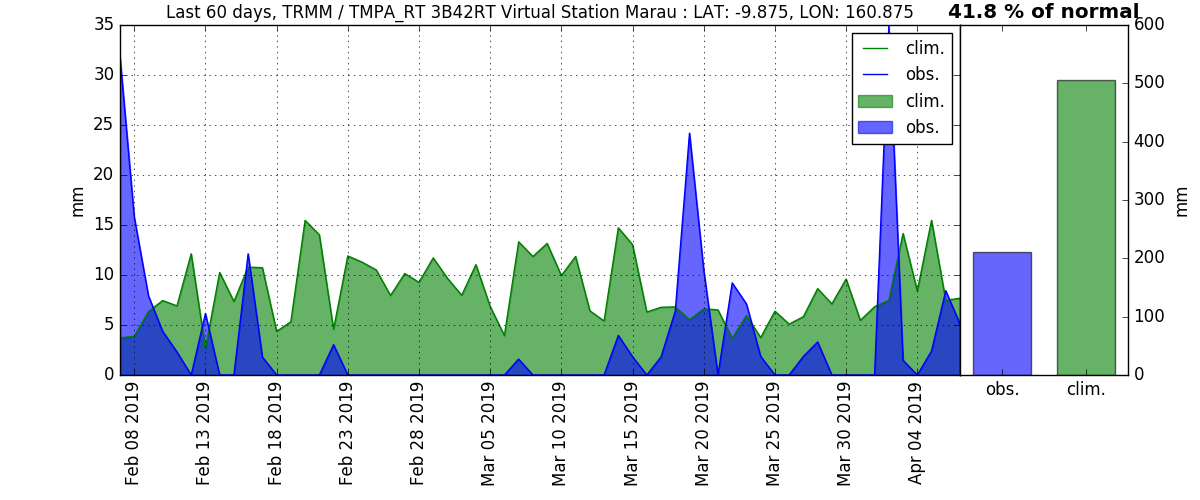 Last 60 days, TRMM / TMPA_RT 3B42RT Virtual Station Marau : LAT: -9.875, LON: 160.875
41.8 % of normal
35
30
25
20
15
10
5
0
mm
clim.
obs.
clim.
obs.
600
500
400
300
200
100
0
mm
obs.
clim.
Feb 08 2019
Feb 13 2019
Feb 18 2019
Feb 23 2019
Feb 28 2019
Mar 05 2019
Mar 10 2019
Mar 15 2019
Mar 20 2019
Mar 25 2019
Mar 30 2019
Apr 04 2019